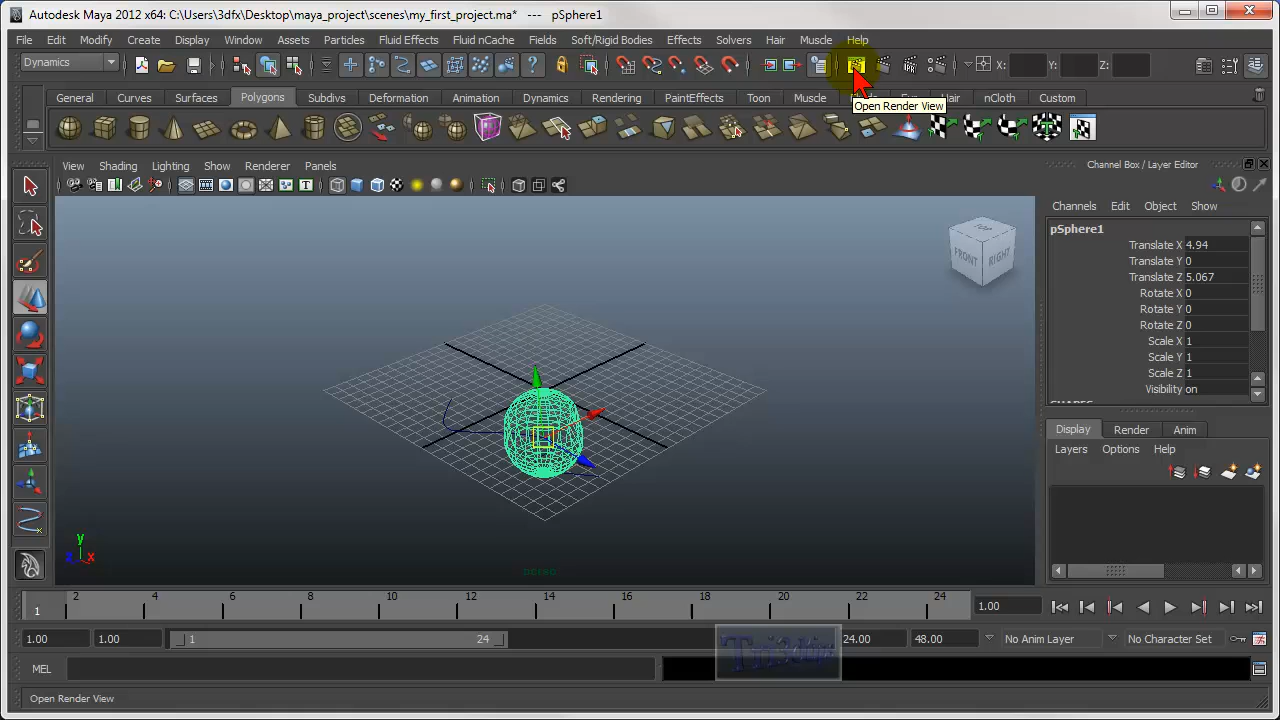 Autodesk Maya 2012 x64: C:\Users\3dfx\Desktop\maya_project\scenes\my_first_project.ma* --- pSphere1
File Edit Modify Create Display Window Assets Particles Fluid Effects Fluid nCache Fields Soft/Rigid Bodies Effects Solvers Hair Muscle Help
Dynamics X: Y: Z:
General Curves Surfaces Polygons Subdivs Deformation Animation Dynamics Rendering PaintEffects Toon Muscle Hair nCloth Custom
Open Render View
View Shading Lighting Show Renderer Panels
Channel Box / Layer Editor
Channels Edit Object Show
pSphere1
Translate X 4.94
Translate Y 0
Translate Z 5.067
Rotate X 0
Rotate Y 0
Rotate Z 0
Scale X 1
Scale Y 1
Scale Z 1
Visibility on
TOP
FRONT RIGHT
Display Render Anim
Layers Options Help
y
z x
persp
2 4 6 8 10 12 14 16 18 20 22 24
1 1.00
1.00 1.00 1 24 24.00 48.00 No Anim Layer No Character Set
MEL
Open Render View